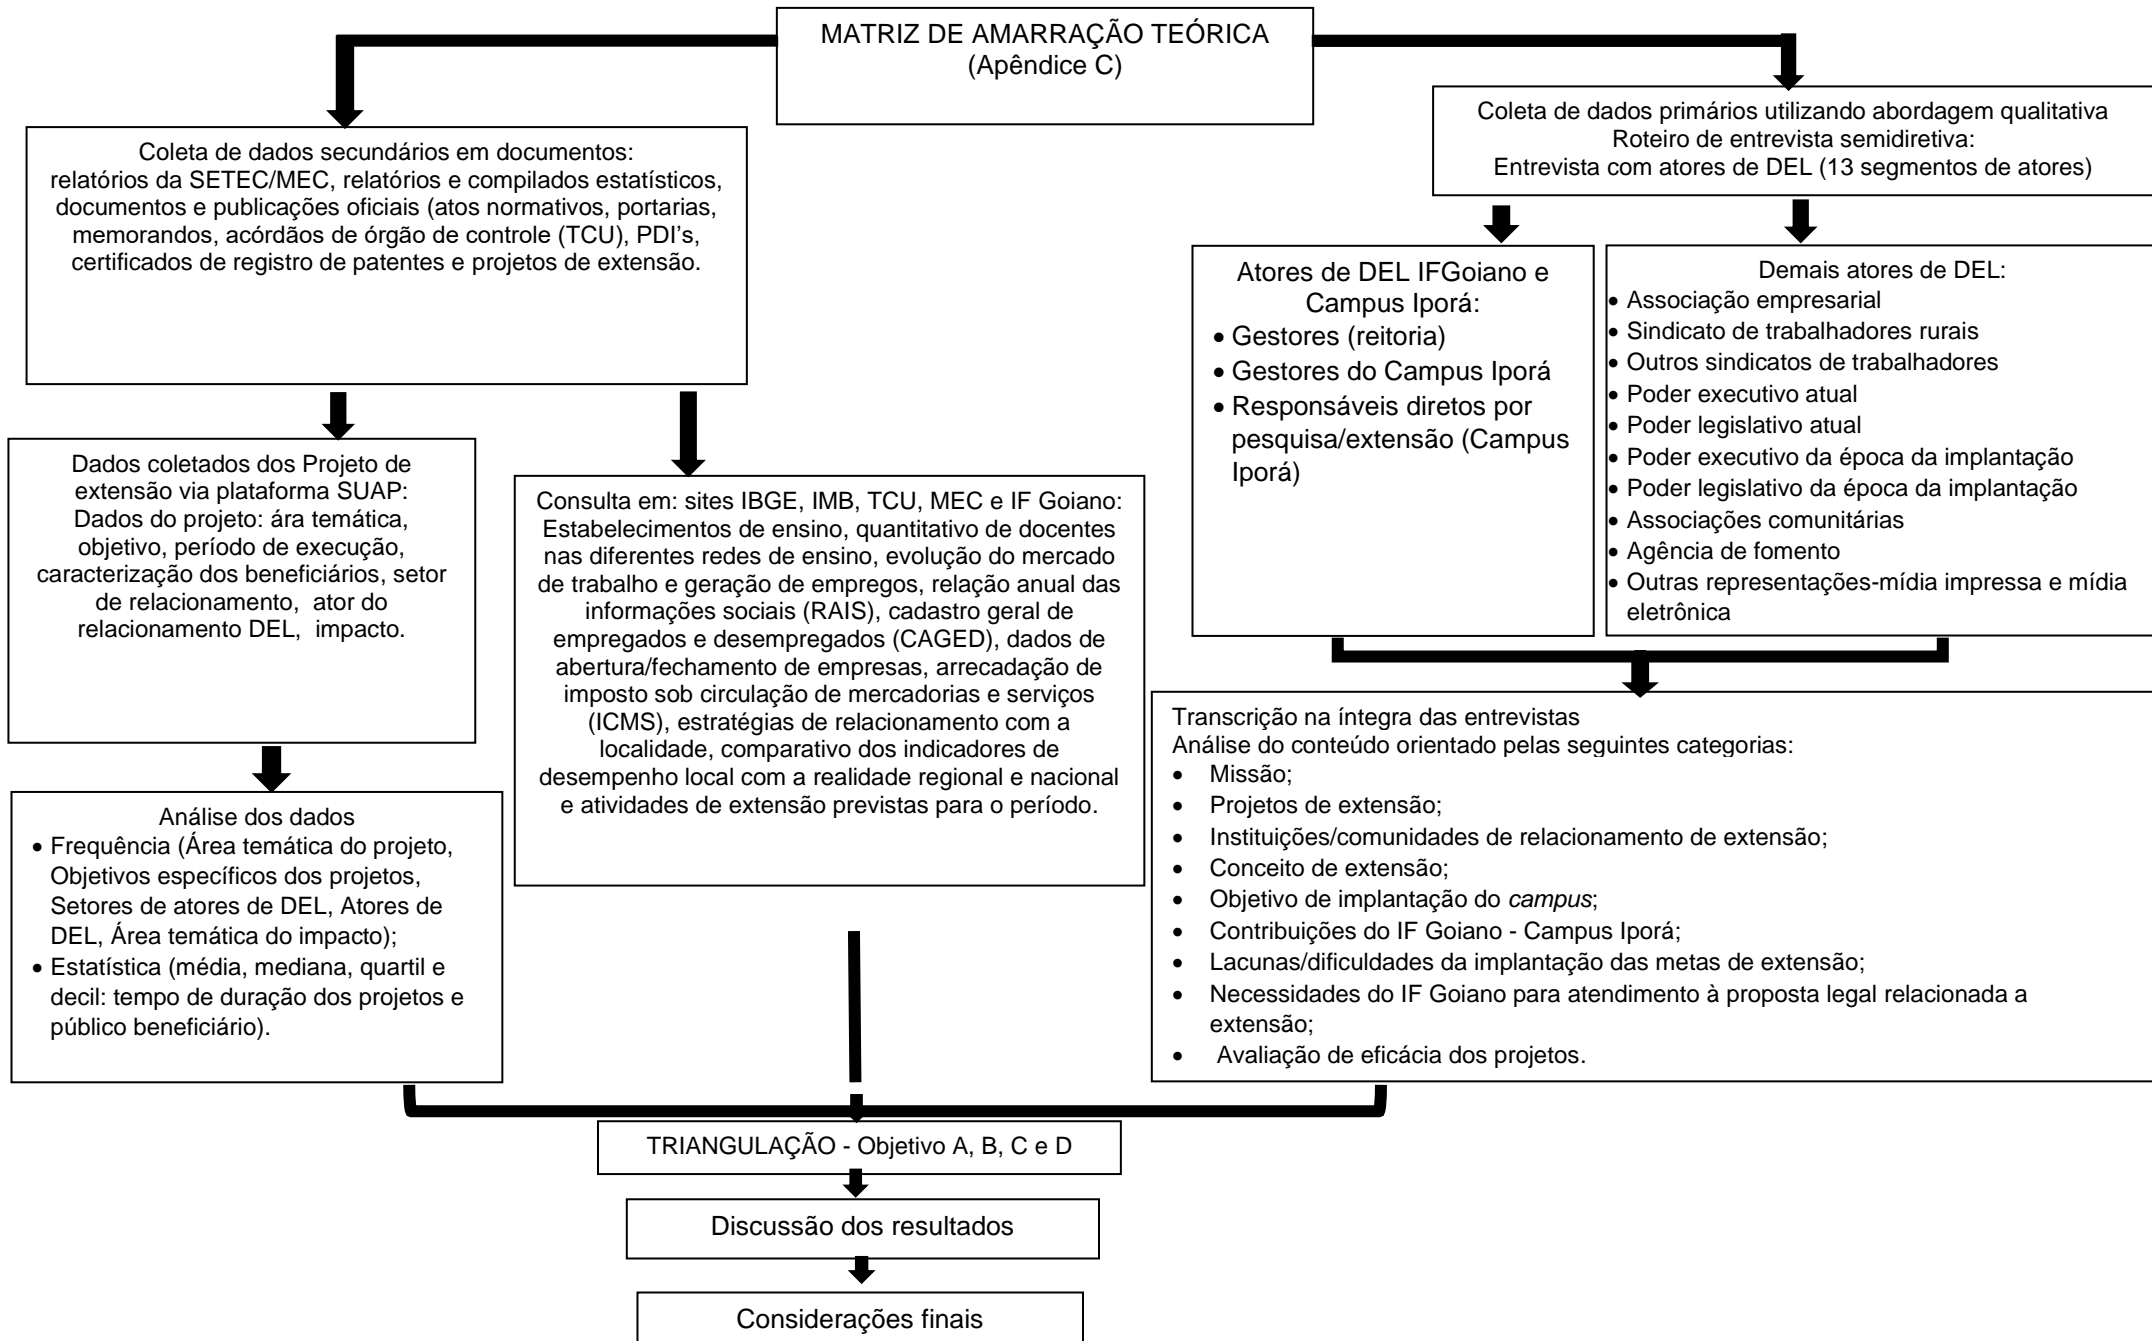 MATRIZ DE AMARRAÇÃO TEÓRICA
(Apêndice C)
Coleta de dados secundários em documentos:
relatórios da SETEC/MEC, relatórios e compilados estatísticos,
documentos e publicações oficiais (atos normativos, portarias,
memorandos, acórdãos de órgão de controle (TCU), PDI’s,
certificados de registro de patentes e projetos de extensão.
Coleta de dados primários utilizando abordagem qualitativa
Roteiro de entrevista semidiretiva:
Entrevista com atores de DEL (13 segmentos de atores)
Atores de DEL IFGoiano e
Campus Iporá:
• Gestores (reitoria)
• Gestores do Campus Iporá
• Responsáveis diretos por
pesquisa/extensão (Campus
Iporá)
Demais atores de DEL:
• Associação empresarial
• Sindicato de trabalhadores rurais
• Outros sindicatos de trabalhadores
• Poder executivo atual
• Poder legislativo atual
• Poder executivo da época da implantação
• Poder legislativo da época da implantação
• Associações comunitárias
• Agência de fomento
• Outras representações-mídia impressa e mídia
eletrônica
Dados coletados dos Projeto de
extensão via plataforma SUAP:
Dados do projeto: ára temática,
objetivo, período de execução,
caracterização dos beneficiários, setor
de relacionamento, ator do
relacionamento DEL, impacto.
Consulta em: sites IBGE, IMB, TCU, MEC e IF Goiano:
Estabelecimentos de ensino, quantitativo de docentes
nas diferentes redes de ensino, evolução do mercado
de trabalho e geração de empregos, relação anual das
informações sociais (RAIS), cadastro geral de
empregados e desempregados (CAGED), dados de
abertura/fechamento de empresas, arrecadação de
imposto sob circulação de mercadorias e serviços
(ICMS), estratégias de relacionamento com a
localidade, comparativo dos indicadores de
desempenho local com a realidade regional e nacional
e atividades de extensão previstas para o período.
Análise dos dados
• Frequência (Área temática do projeto,
Objetivos específicos dos projetos,
Setores de atores de DEL, Atores de
DEL, Área temática do impacto);
• Estatística (média, mediana, quartil e
decil: tempo de duração dos projetos e
público beneficiário).
Transcrição na íntegra das entrevistas
Análise do conteúdo orientado pelas seguintes categorias:
• Missão;
• Projetos de extensão;
• Instituições/comunidades de relacionamento de extensão;
• Conceito de extensão;
• Objetivo de implantação do campus;
• Contribuições do IF Goiano - Campus Iporá;
• Lacunas/dificuldades da implantação das metas de extensão;
• Necessidades do IF Goiano para atendimento à proposta legal relacionada a
extensão;
• Avaliação de eficácia dos projetos.
TRIANGULAÇÃO - Objetivo A, B, C e D
Discussão dos resultados
Considerações finais